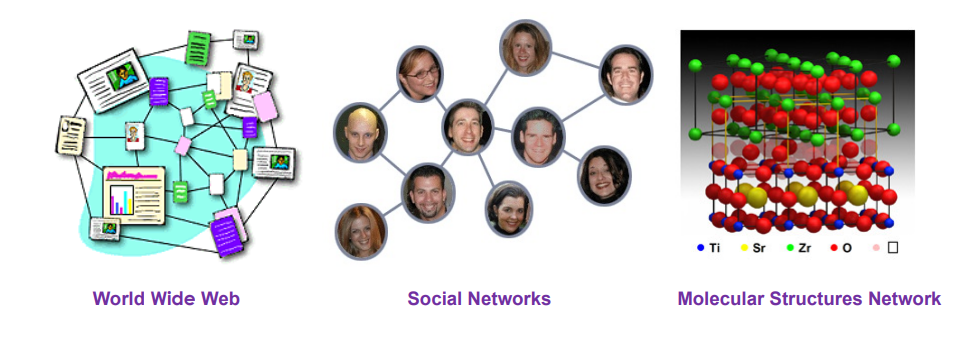 Ti Sr Zr O
World Wide Web
Social Networks
Molecular Structures Network